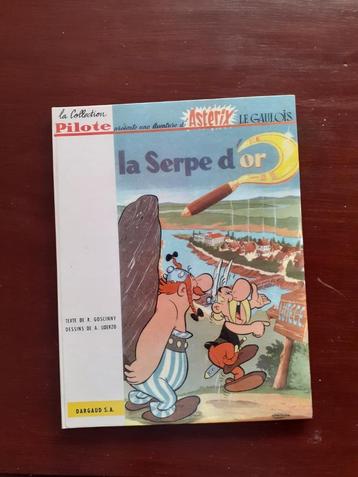 la Collection
Pilote présente une Aventure d'Astérix LE GAULOIS
la Serpe d'or
TEXTE DE R. GOSCINNY
DESSINS DE A. UDERZO
DARGAUD S.A.